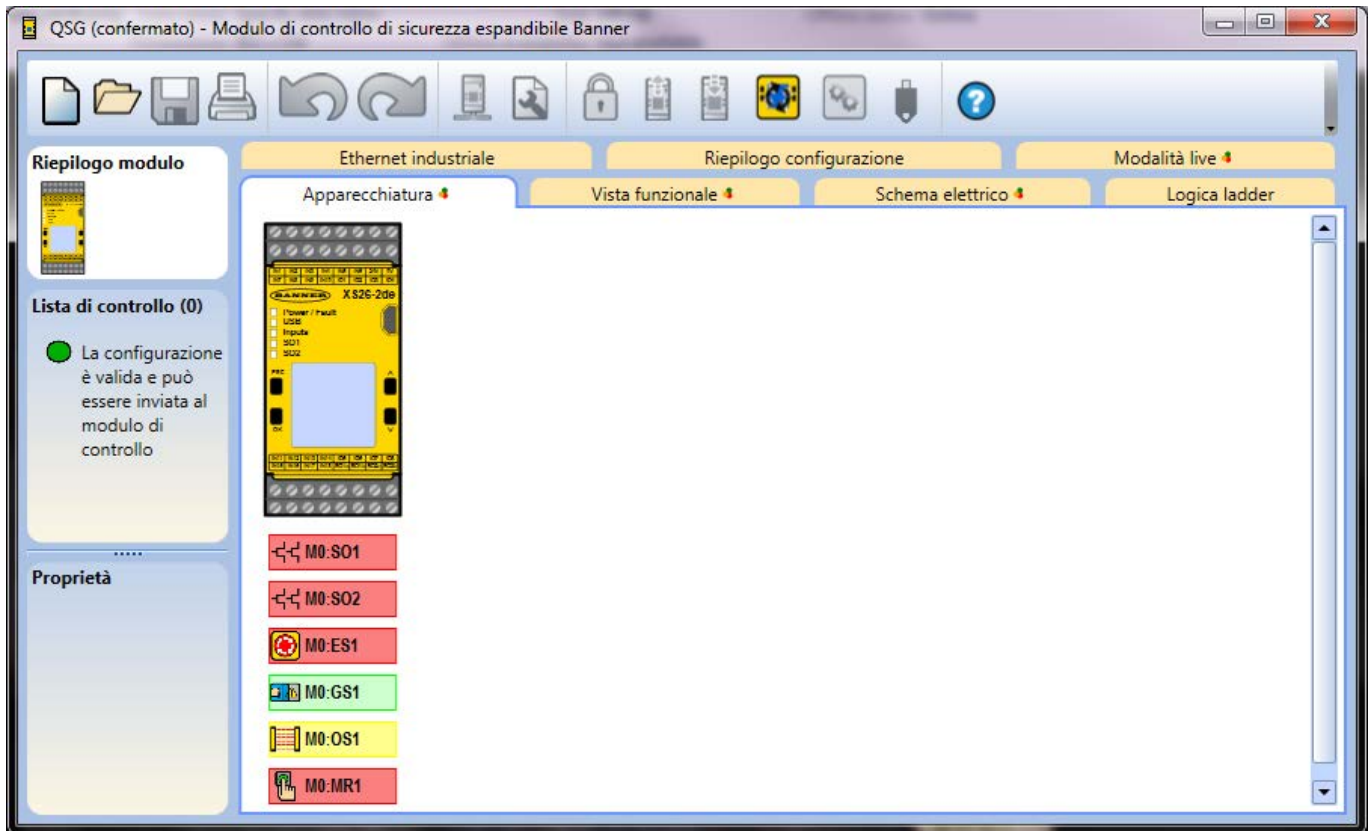 QSG (confermato) - Modulo di controllo di sicurezza espandibile Banner
Riepilogo modulo
Ethernet industriale
Riepilogo configurazione
Modalità live
Apparecchiatura
Vista funzionale
Schema elettrico
Logica ladder
BANNER
XS26-2de
Power / Fault
USB
Inputs
SO1
SO2
Lista di controllo (0)
La configurazione
è valida e può
essere inviata al
modulo di
controllo
Proprietà
M0:SO1
M0:SO2
M0:ES1
M0:GS1
M0:OS1
M0:MR1